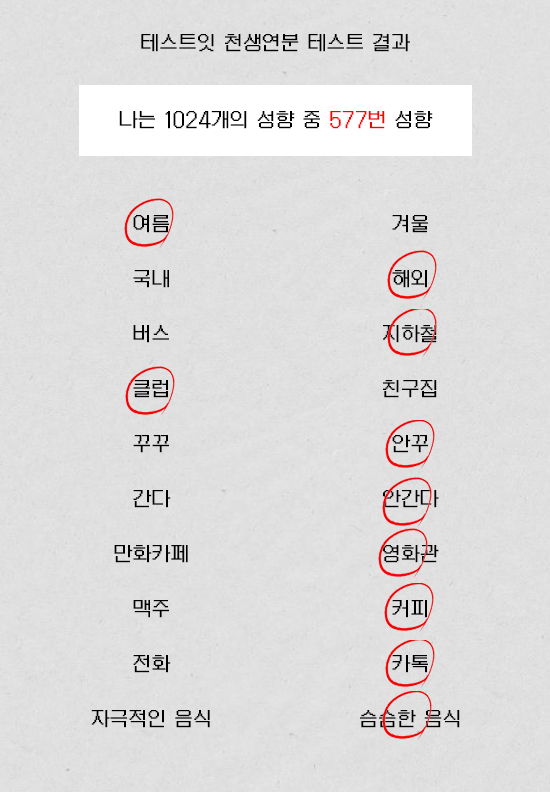 테스트잇 천생연분 테스트 결과
나는 1024개의 성향 중 577번 성향
여름 겨울
국내 해외
버스 지하철
클럽 친구집
꾸꾸 안꾸
간다 안간다
만화카페 영화관
맥주 커피
전화 카톡
자극적인 음식 슴슴한 음식